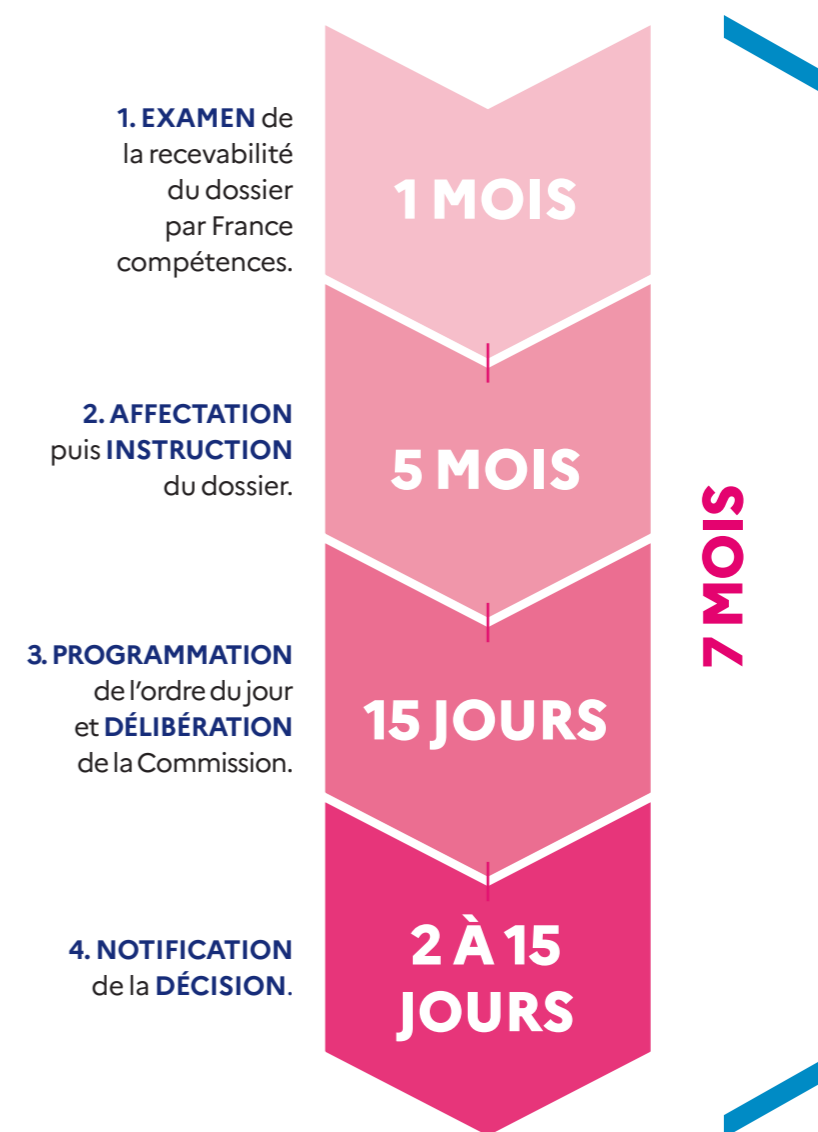 1. EXAMEN de
la recevabilité
du dossier
par France
compétences.
1 MOIS
2. AFFECTATION
puis INSTRUCTION
du dossier.
5 MOIS
3. PROGRAMMATION
de l'ordre du jour
et DÉLIBÉRATION
de la Commission.
15 JOURS
4. NOTIFICATION
de la DÉCISION.
2 À 15
JOURS
7 MOIS